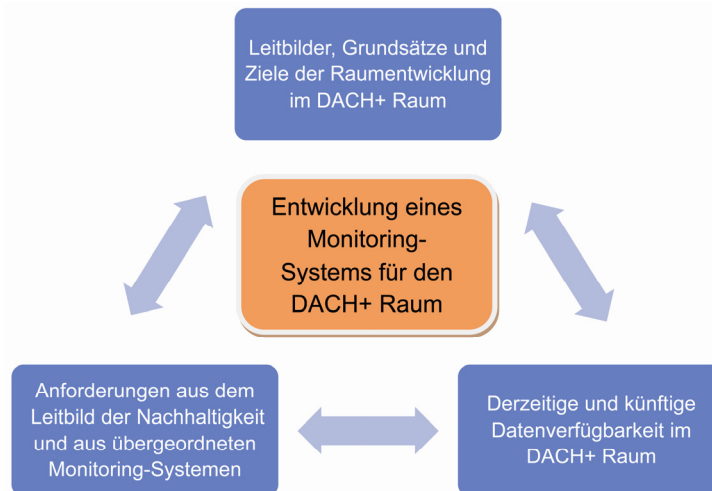 Leitbilder, Grundsätze und
Ziele der Raumentwicklung
im DACH+ Raum
Entwicklung eines
Monitoring-
Systems für den
DACH+ Raum
Anforderungen aus dem
Leitbild der Nachhaltigkeit
und aus übergeordneten
Monitoring-Systemen
Derzeitige und künftige
Datenverfügbarkeit im
DACH+ Raum